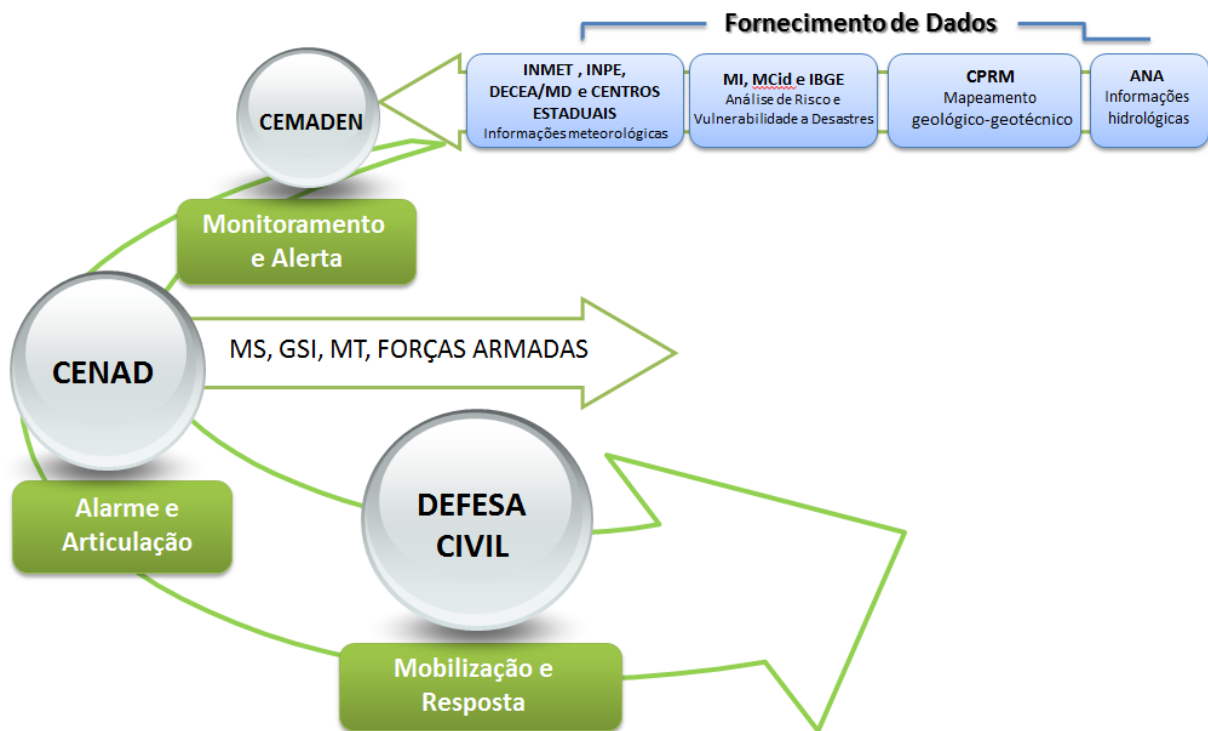 Fornecimento de Dados
INMET , INPE,
DECEA/MD e CENTROS
ESTADUAIS
Informações meteorológicas
MI, MCid e IBGE
Análise de Risco e
Vulnerabilidade a Desastres
CPRM
Mapeamento
geológico-geotécnico
ANA
Informações
hidrológicas
CEMADEN
Monitoramento
e Alerta
MS, GSI, MT, FORÇAS ARMADAS
CENAD
Alarme e
Articulação
DEFESA
CIVIL
Mobilização e
Resposta